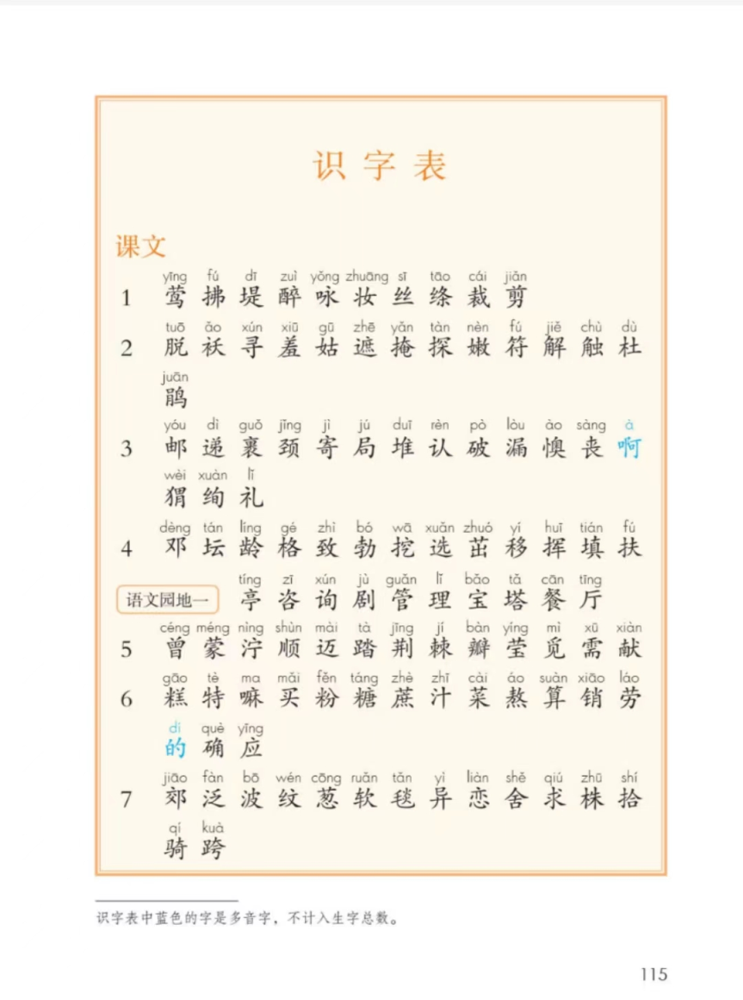 识字表
课文
yīng fú dī zuì yǒng zhuāng sī tāo cái jiǎn
1 莺 拂 堤 醉 咏 妆 丝 绦 裁 剪
tuō ǎo xún xiū gū zhē yǎn tàn nèn fú jiě chù dù
2 脱 袄 寻 羞 姑 遮 掩 探 嫩 符 解 触 杜
juān
鹃
yóu dì guǒ jǐng jì jú duī rèn pò lòu ào sàng à
3 邮 递 裹 颈 寄 局 堆 认 破 漏 懊 丧 啊
wèi xuàn lǐ
猬 绚 礼
dèng tán líng gé zhì bó wā xuǎn zhuó yí huī tián fú
4 邓 坛 龄 格 致 勃 挖 选 茁 移 挥 填 扶
tíng zī xún jù guǎn lǐ bǎo tǎ cān tīng
语文园地一 亭 咨 询 剧 管 理 宝 塔 餐 厅
céng méng nìng shùn mài tà jīng jí bàn yíng mì xū xiàn
5 曾 蒙 泞 顺 迈 踏 荆 棘 瓣 莹 觅 需 献
gāo tè ma mǎi fěn táng zhè zhī cài áo suàn xiāo láo
6 糕 特 嘛 买 粉 糖 蔗 汁 菜 熬 算 销 劳
dí què yīng
的 确 应
jiāo fàn bō wén cōng ruǎn tǎn yì liàn shě qiú zhū shí
7 郊 泛 波 纹 葱 软 毯 异 恋 舍 求 株 拾
qí kuà
骑 跨
识字表中蓝色的字是多音字，不计入生字总数。
115